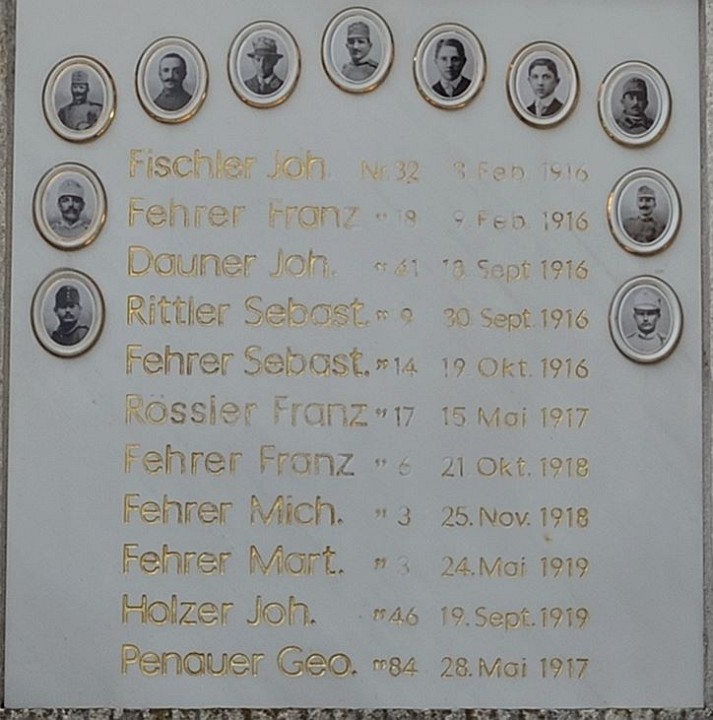 Fischler Joh. Nr. 32 3 Feb. 1916
Fehrer Franz " 18 9 Feb. 1916
Dauner Joh. " 41 18 Sept 1916
Rittler Sebast. " 9 30 Sept. 1916
Fehrer Sebast. " 14 19 Okt. 1916
Rössler Franz " 17 15 Mai 1917
Fehrer Franz " 6 21 Okt. 1918
Fehrer Mich. " 3 25. Nov. 1918
Fehrer Mart. " 3 24. Mai 1919
Holzer Joh. " 46 19. Sept. 1919
Penauer Geo. " 84 28. Mai 1917